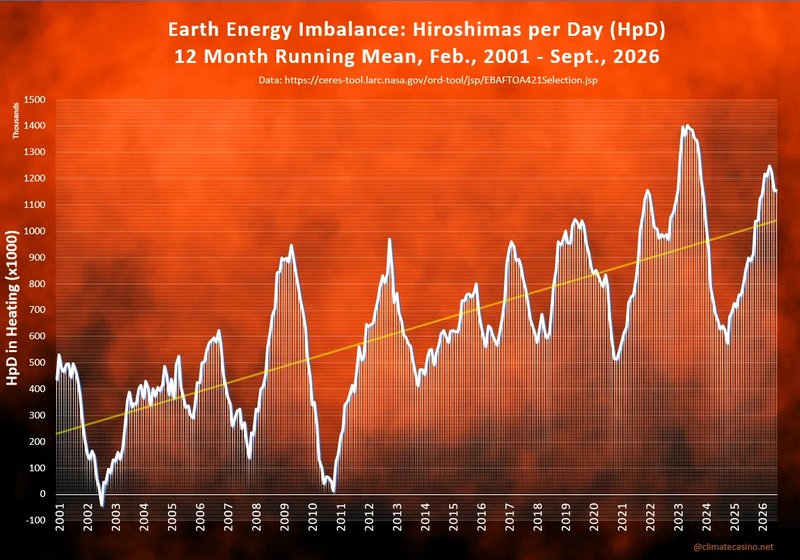 Earth Energy Imbalance: Hiroshimas per Day (HpD)
12 Month Running Mean, Feb., 2001 - Sept., 2026
Data: https://ceres-tool.larc.nasa.gov/ord-tool/jsp/EBAFTOA421Selection.jsp
Thousands
HpD in Heating (x1000)
1500
1400
1300
1200
1100
1000
900
800
700
600
500
400
300
200
100
0
-100
2001 2002 2003 2004 2005 2006 2007 2008 2009 2010 2011 2012 2013 2014 2015 2016 2017 2018 2019 2020 2021 2022 2023 2024 2025 2026
@climatecasino.net